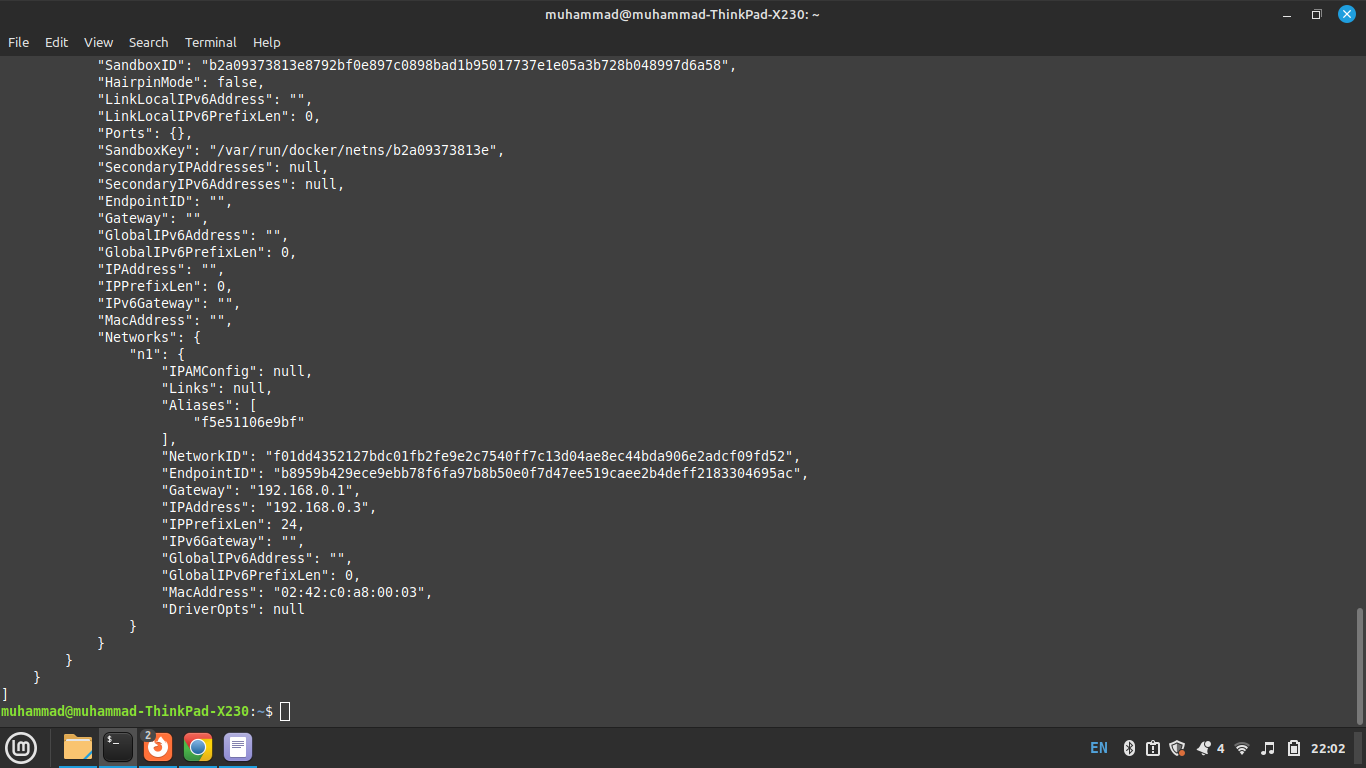 muhammad@muhammad-ThinkPad-X230: ~
File Edit View Search Terminal Help
"SandboxID": "b2a09373813e8792bf0e897c0898bad1b95017737e1e05a3b728b048997d6a58",
"HairpinMode": false,
"LinkLocalIPv6Address": "",
"LinkLocalIPv6PrefixLen": 0,
"Ports": {},
"SandboxKey": "/var/run/docker/netns/b2a09373813e",
"SecondaryIPAddresses": null,
"SecondaryIPv6Addresses": null,
"EndpointID": "",
"Gateway": "",
"GlobalIPv6Address": "",
"GlobalIPv6PrefixLen": 0,
"IPAddress": "",
"IPPrefixLen": 0,
"IPv6Gateway": "",
"MacAddress": "",
"Networks": {
"n1": {
"IPAMConfig": null,
"Links": null,
"Aliases": [
"f5e51106e9bf"
],
"NetworkID": "f01dd4352127bdc01fb2fe9e2c7540ff7c13d04ae8ec44bda906e2adcf09fd52",
"EndpointID": "b8959b429ece9ebb78f6fa97b8b50e0f7d47ee519caee2b4deff2183304695ac",
"Gateway": "192.168.0.1",
"IPAddress": "192.168.0.3",
"IPPrefixLen": 24,
"IPv6Gateway": "",
"GlobalIPv6Address": "",
"GlobalIPv6PrefixLen": 0,
"MacAddress": "02:42:c0:a8:00:03",
"DriverOpts": null
}
}
}
}
]
muhammad@muhammad-ThinkPad-X230:~$
2
EN 4 22:02